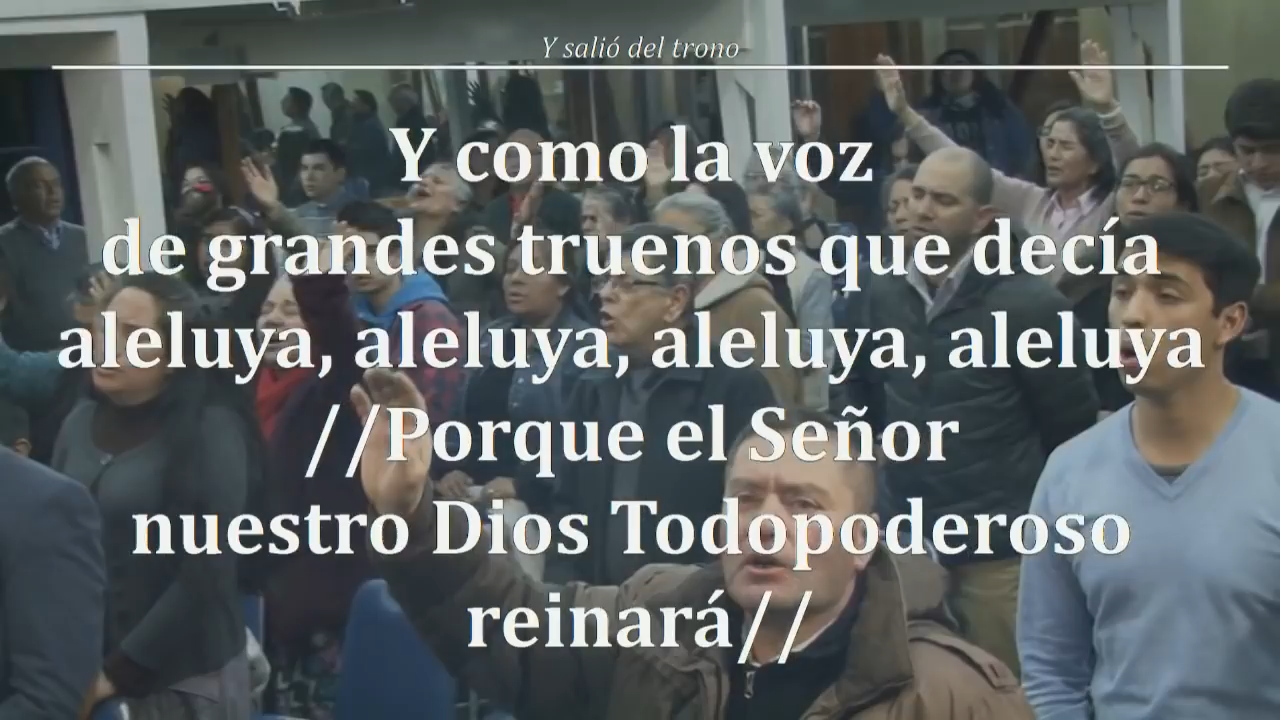 Y salió del trono
Y como la voz
de grandes truenos que decía
aleluya, aleluya, aleluya, aleluya
//Porque el Señor
nuestro Dios Todopoderoso
reinará//